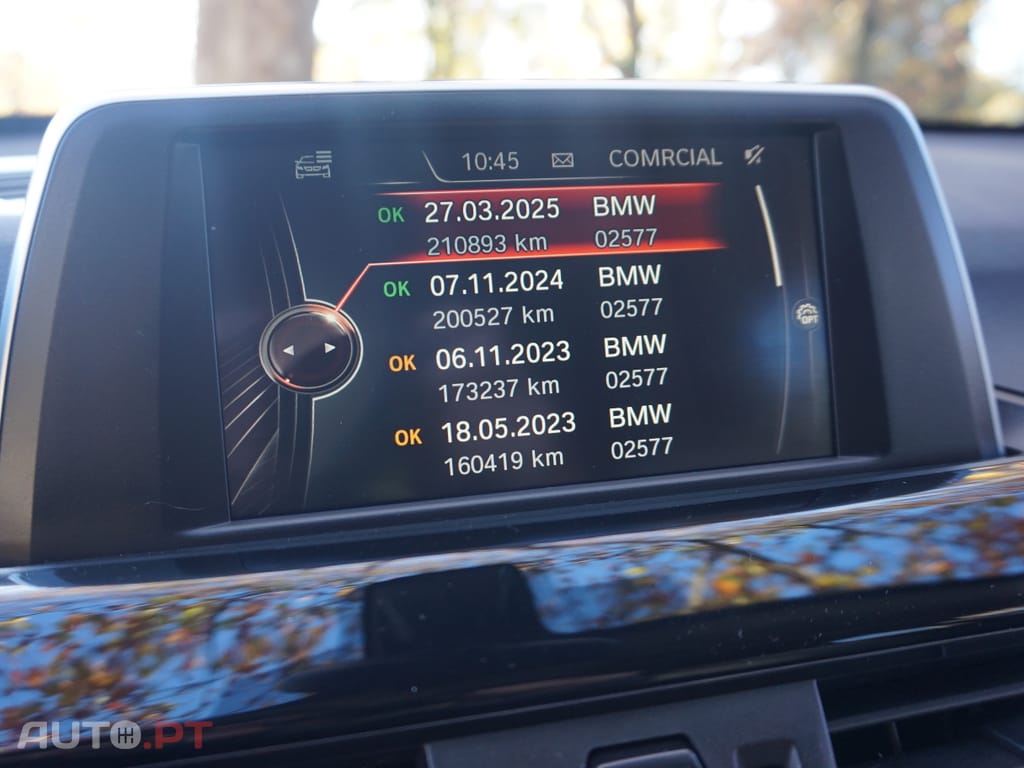 10:45 COMRCIAL
OK 27.03.2025 BMW
210893 km 02577
OK 07.11.2024 BMW
200527 km 02577
OK 06.11.2023 BMW
173237 km 02577
OK 18.05.2023 BMW
160419 km 02577
OPT
AUTO.PT